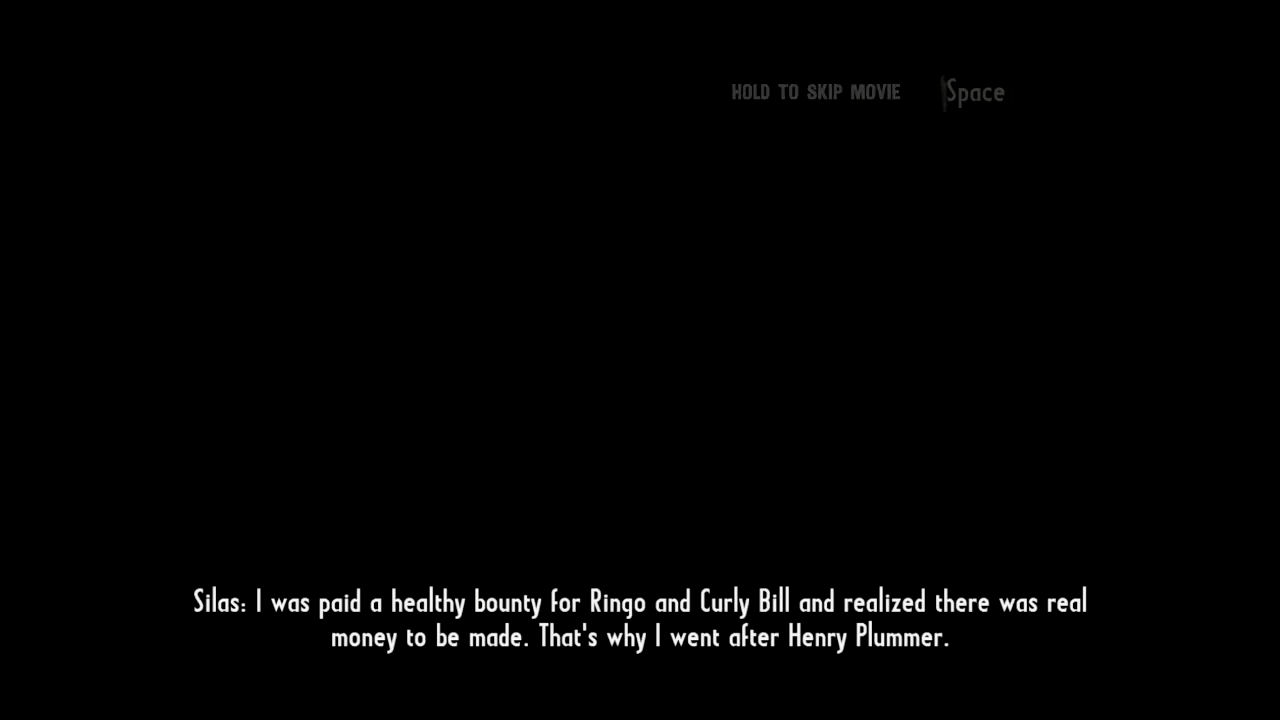 HOLD TO SKIP MOVIE Space
Silas: I was paid a healthy bounty for Ringo and Curly Bill and realized there was real
money to be made. That's why I went after Henry Plummer.